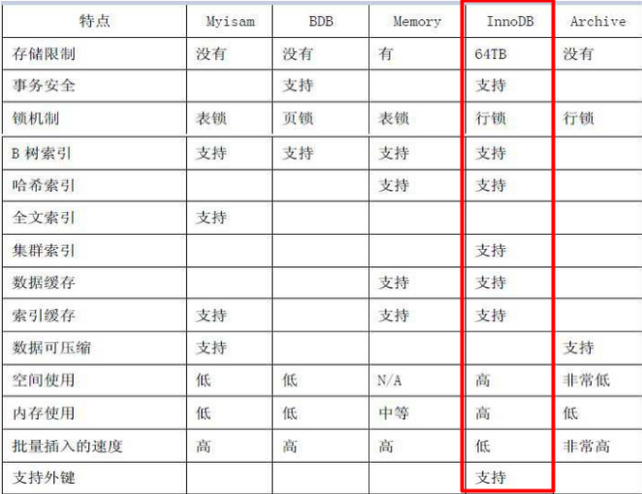 特点 Myisam BDB Memory InnoDB Archive
存储限制 没有 没有 有 64TB 没有
事务安全 支持 支持
锁机制 表锁 页锁 表锁 行锁 行锁
B 树索引 支持 支持 支持 支持
哈希索引 支持 支持
全文索引 支持
集群索引 支持
数据缓存 支持 支持
索引缓存 支持 支持 支持
数据可压缩 支持 支持
空间使用 低 低 N/A 高 非常低
内存使用 低 低 中等 高 低
批量插入的速度 高 高 高 低 非常高
支持外键 支持